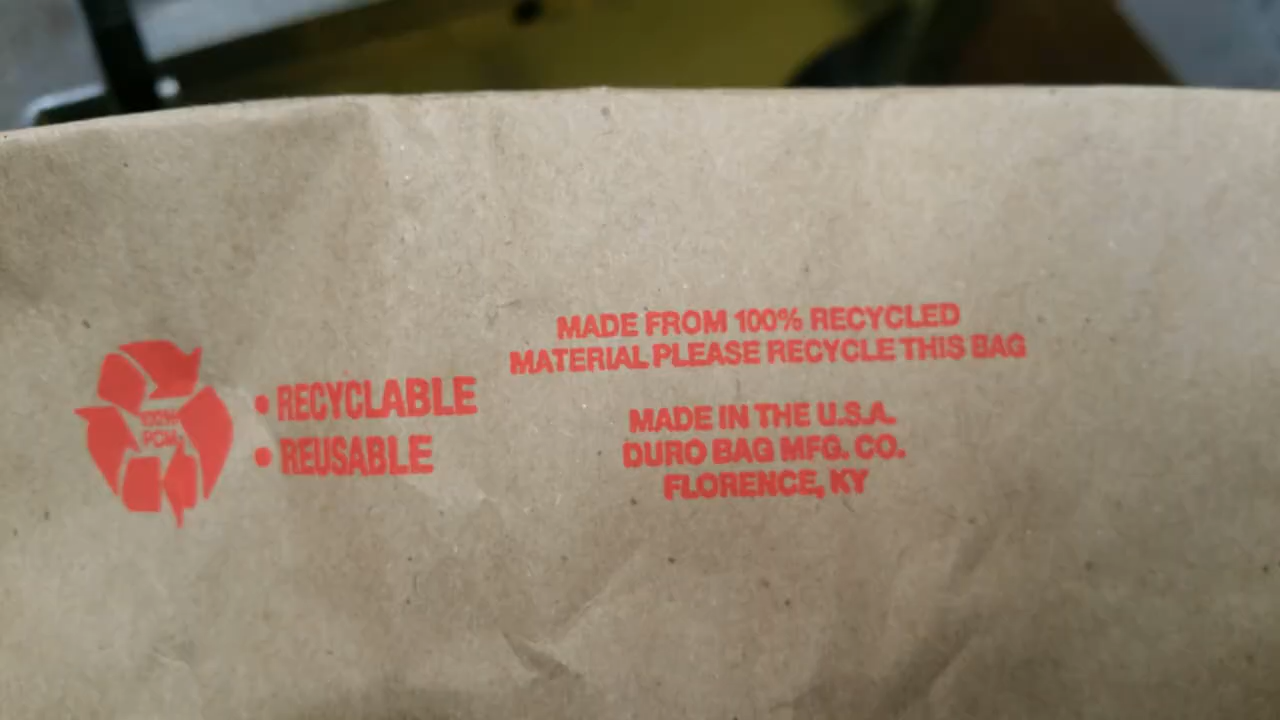 100%
PCM
• RECYCLABLE
• REUSABLE
MADE FROM 100% RECYCLED
MATERIAL PLEASE RECYCLE THIS BAG
MADE IN THE U.S.A.
DURO BAG MFG. CO.
FLORENCE, KY